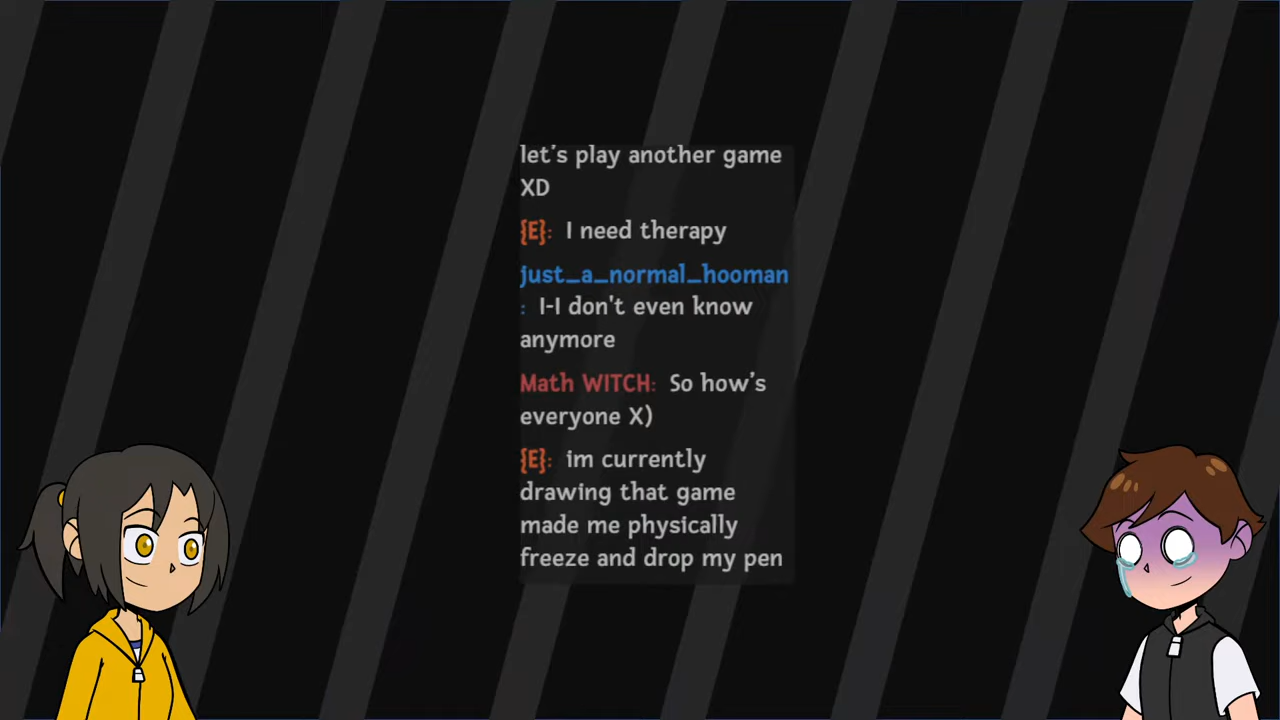 let's play another game
XD
{E}: I need therapy
just_a_normal_hooman
: I-I don't even know
anymore
Math WITCH: So how's
everyone X)
{E}: im currently
drawing that game
made me physically
freeze and drop my pen